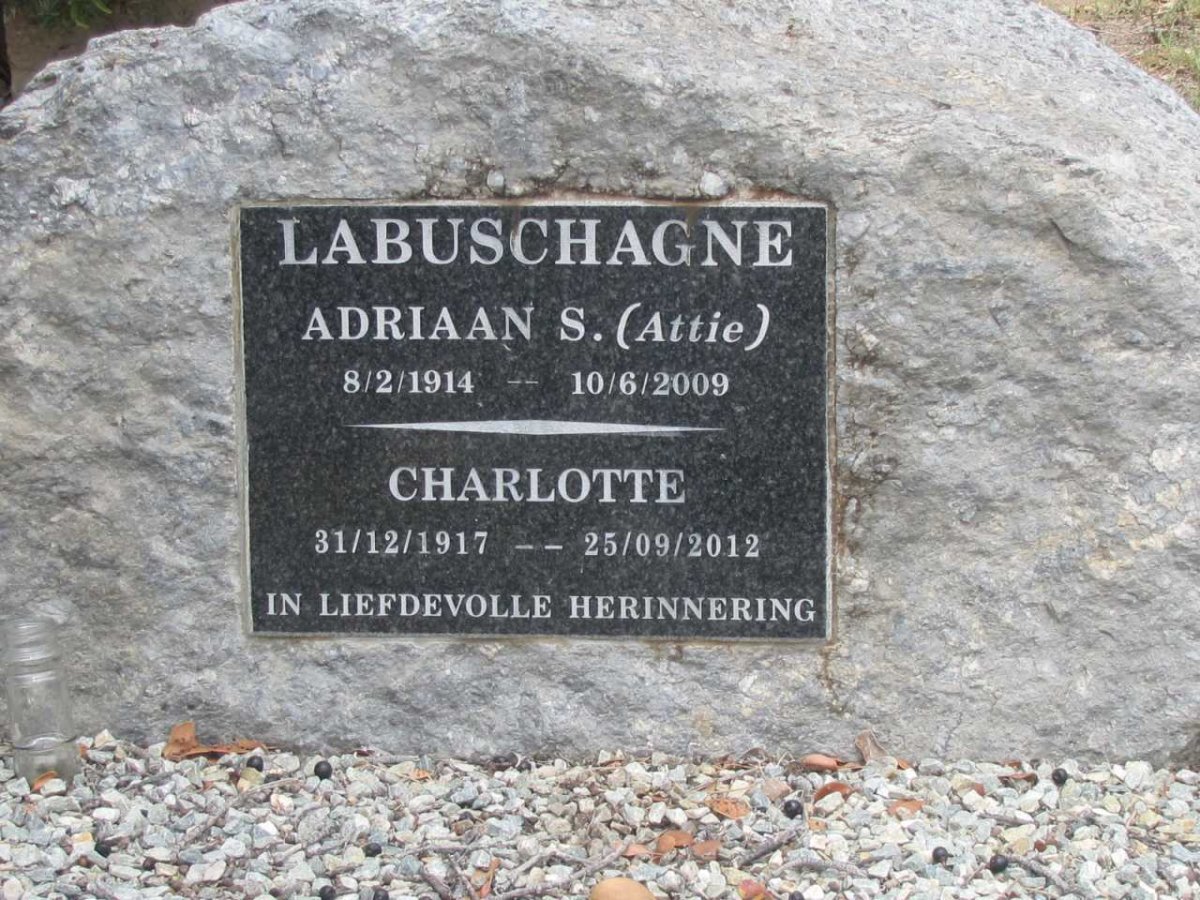 LABUSCHAGNE
ADRIAAN S. (Attie)
8/2/1914 -- 10/6/2009
CHARLOTTE
31/12/1917 -- 25/09/2012
IN LIEFDEVOLLE HERINNERING